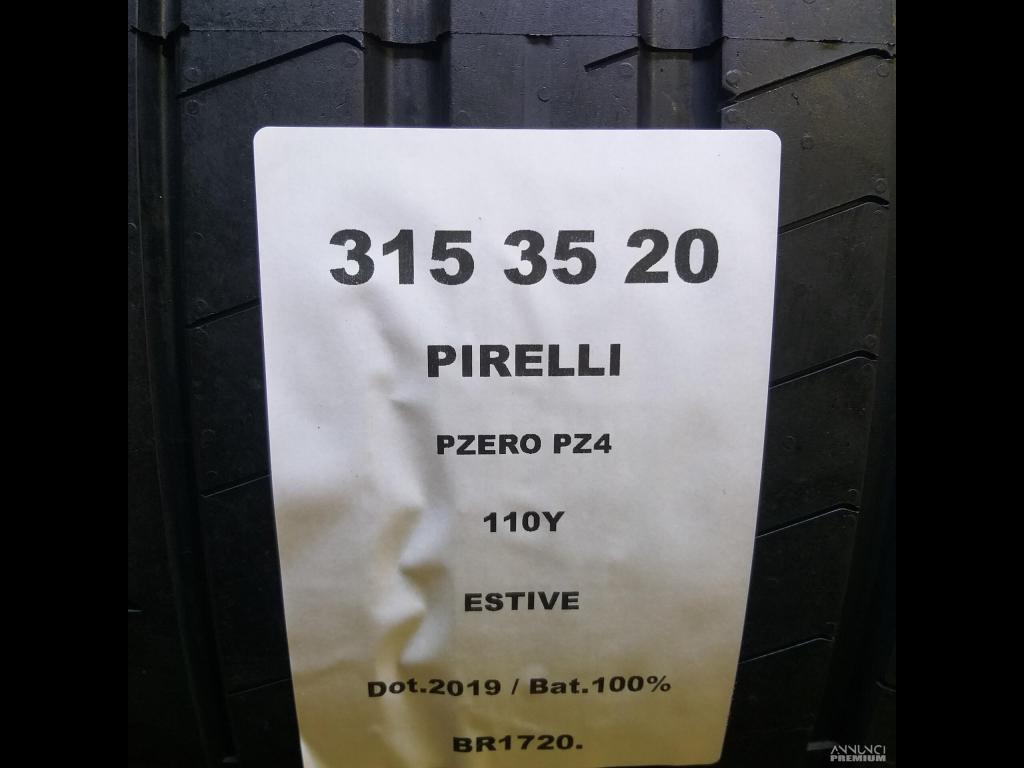 315 35 20
PIRELLI
PZERO PZ4
110Y
ESTIVE
Dot.2019 / Bat.100%
BR1720.
ANNUNCI
PREMIUM